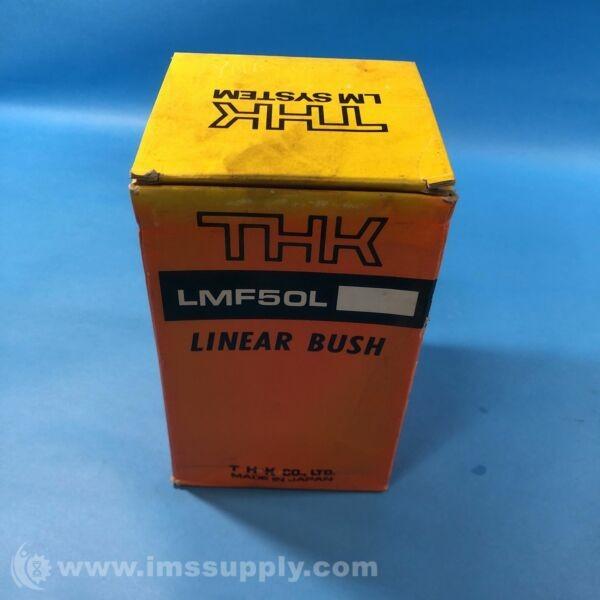 THK
LM SYSTEM
THK
LMF50L
LINEAR BUSH
T H K CO., LTD.
MADE IN JAPAN
www.imssupply.com